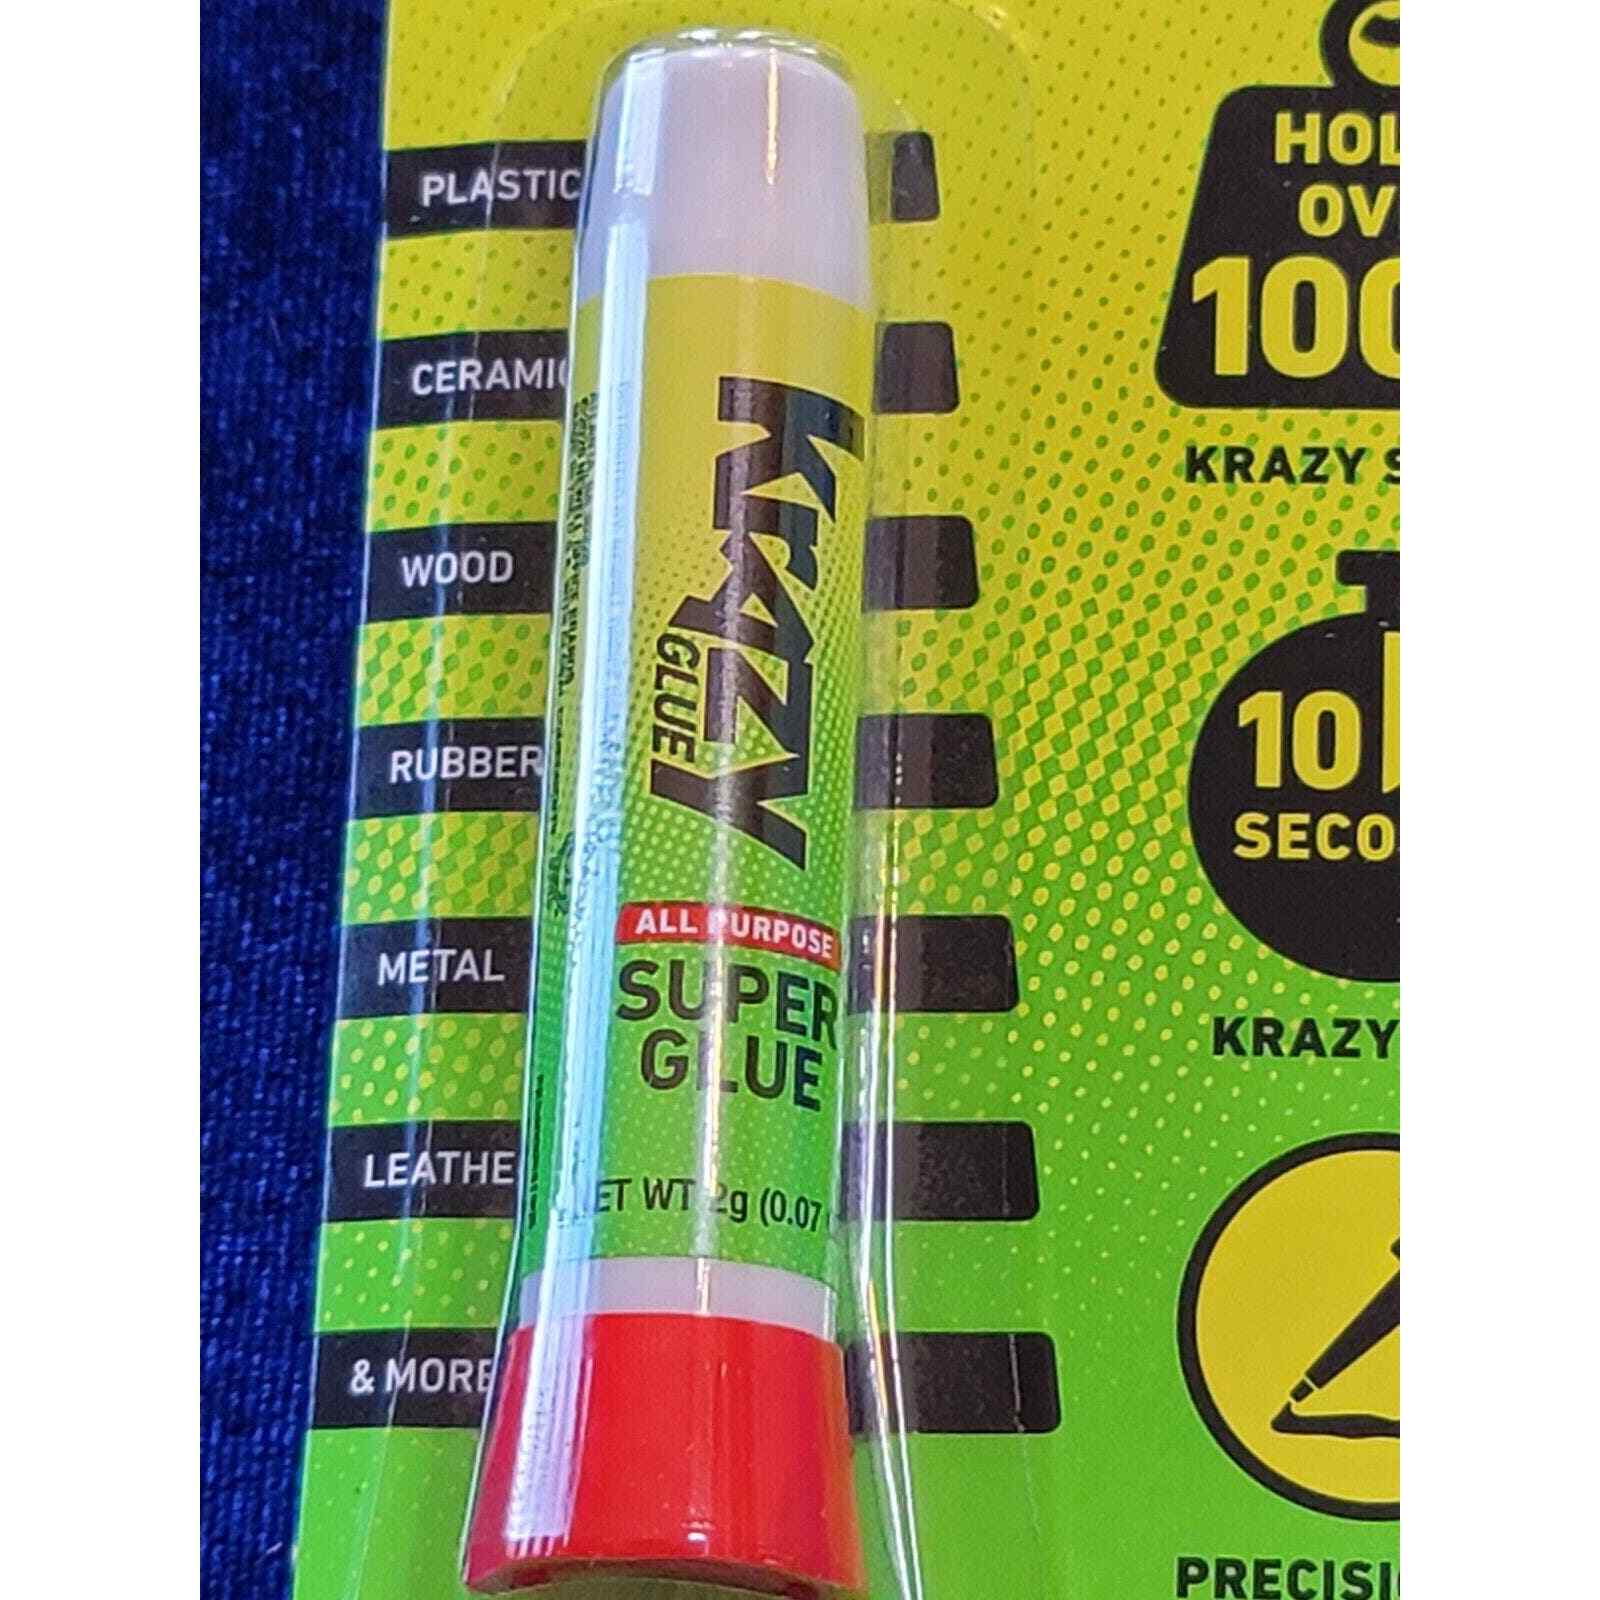 PLASTIC
CERAMIC
WOOD
RUBBER
METAL
LEATHE
& MORE
KrAZY
GLUE
ALL PURPOSE
SUPER
GLUE
NET WT 2g (0.07
HOL
OV
100
KRAZY S
10
SECO
KRAZY
PRECISI